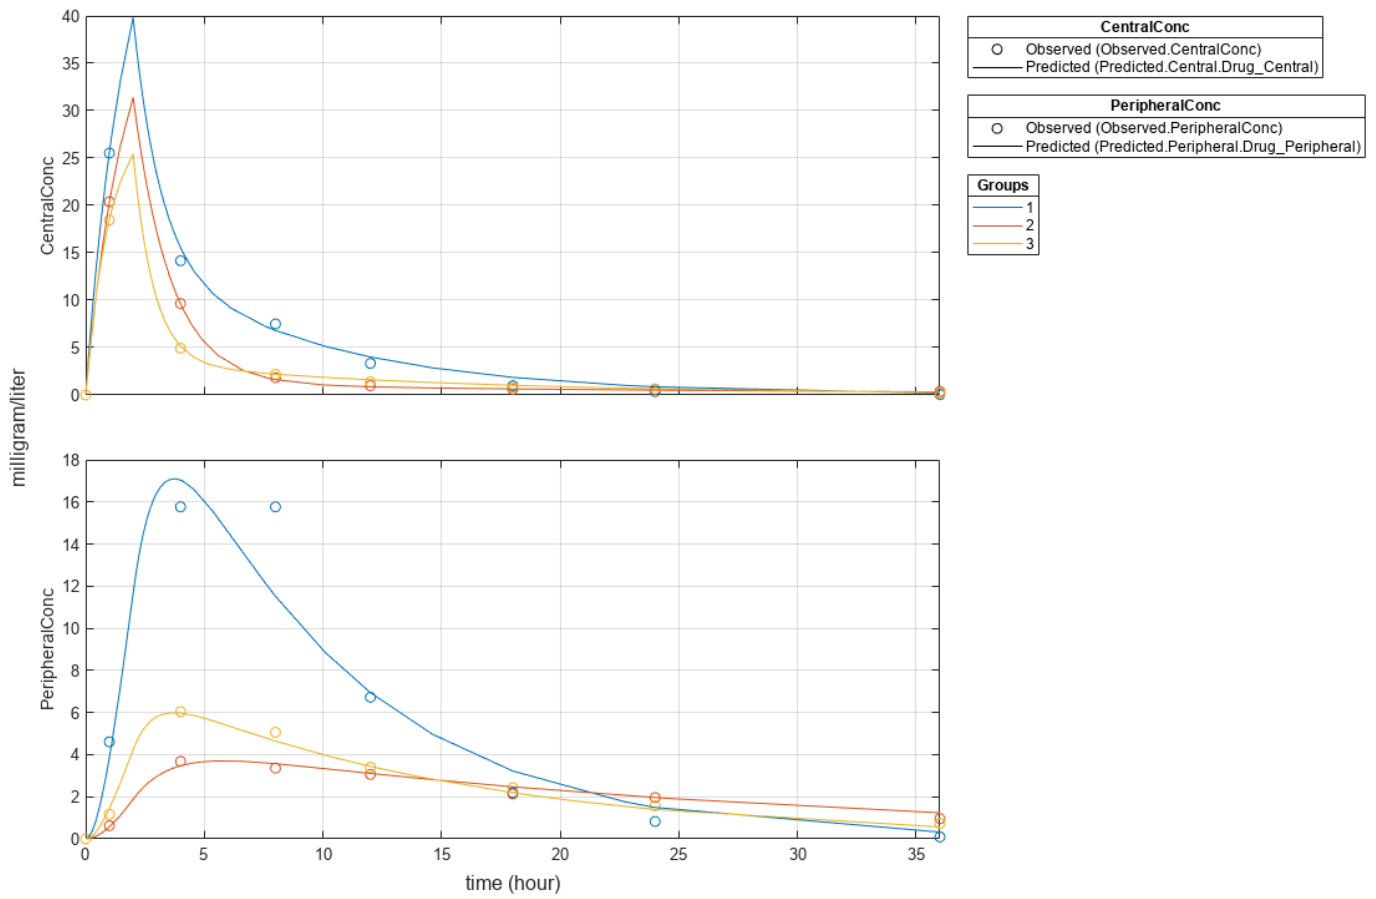 40
35
30
25
20
15
10
5
0
CentralConc
milligram/liter
18
16
14
12
10
8
6
4
2
0
PeripheralConc
0 5 10 15 20 25 30 35
time (hour)
CentralConc
Observed (Observed.CentralConc)
Predicted (Predicted.Central.Drug_Central)
PeripheralConc
Observed (Observed.PeripheralConc)
Predicted (Predicted.Peripheral.Drug_Peripheral)
Groups
1
2
3